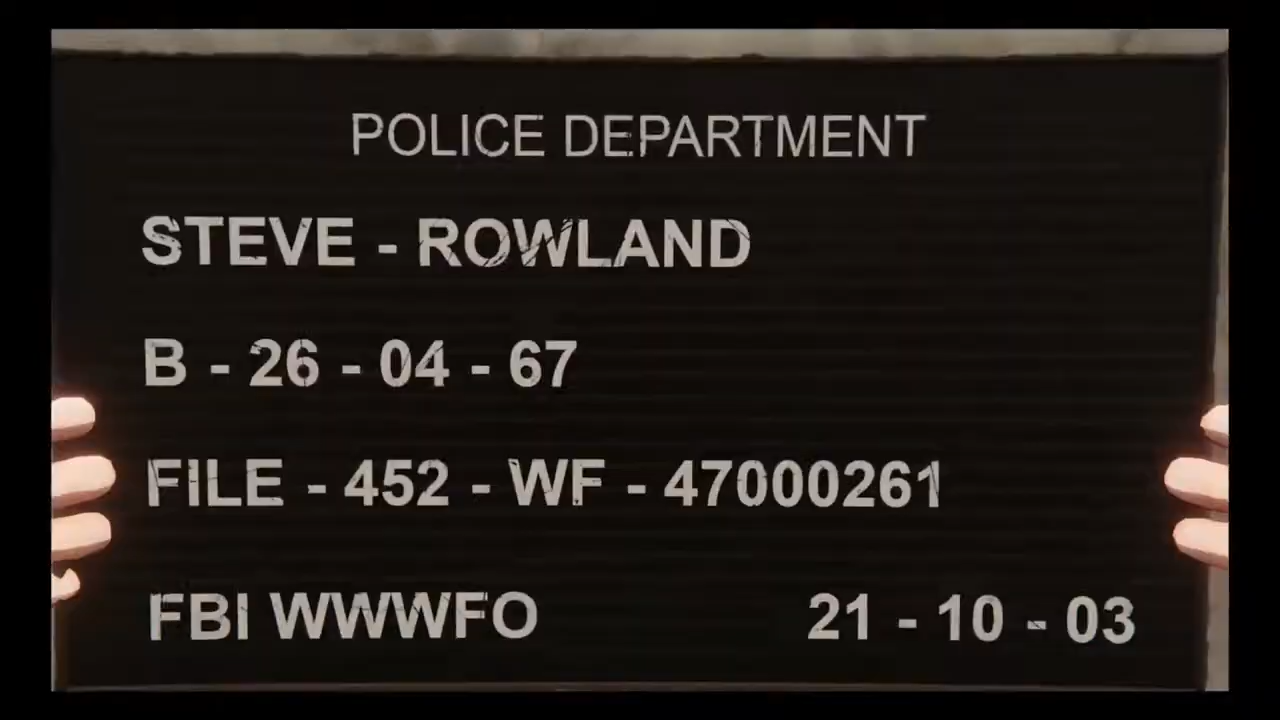 POLICE DEPARTMENT
STEVE - ROWLAND
B - 26 - 04 - 67
FILE - 452 - WF - 47000261
FBI WWWFO 21 - 10 - 03